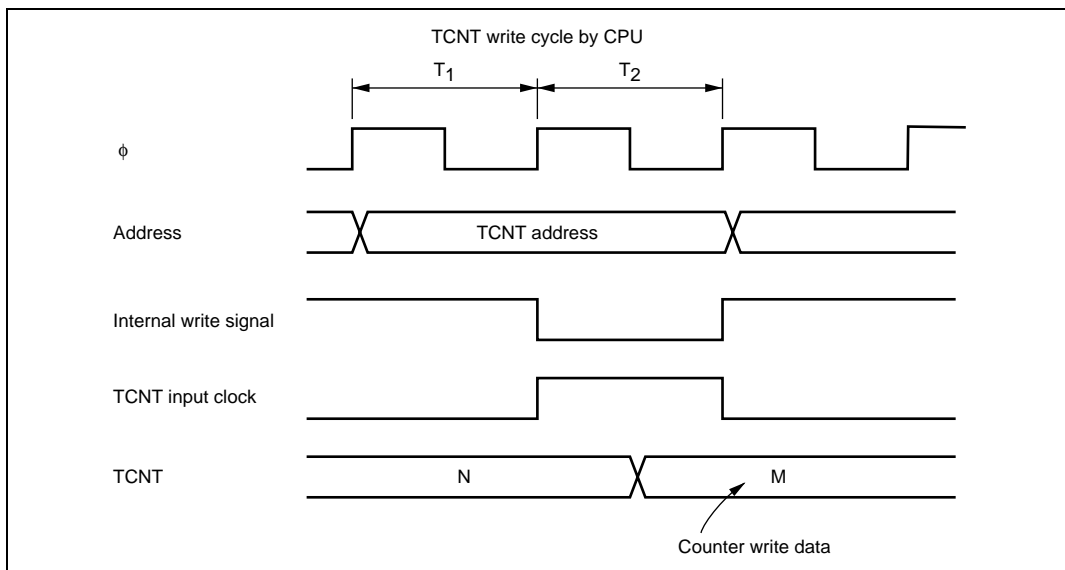 TCNT write cycle by CPU
T1 T2
ϕ
Address TCNT address
Internal write signal
TCNT input clock
TCNT N M
Counter write data